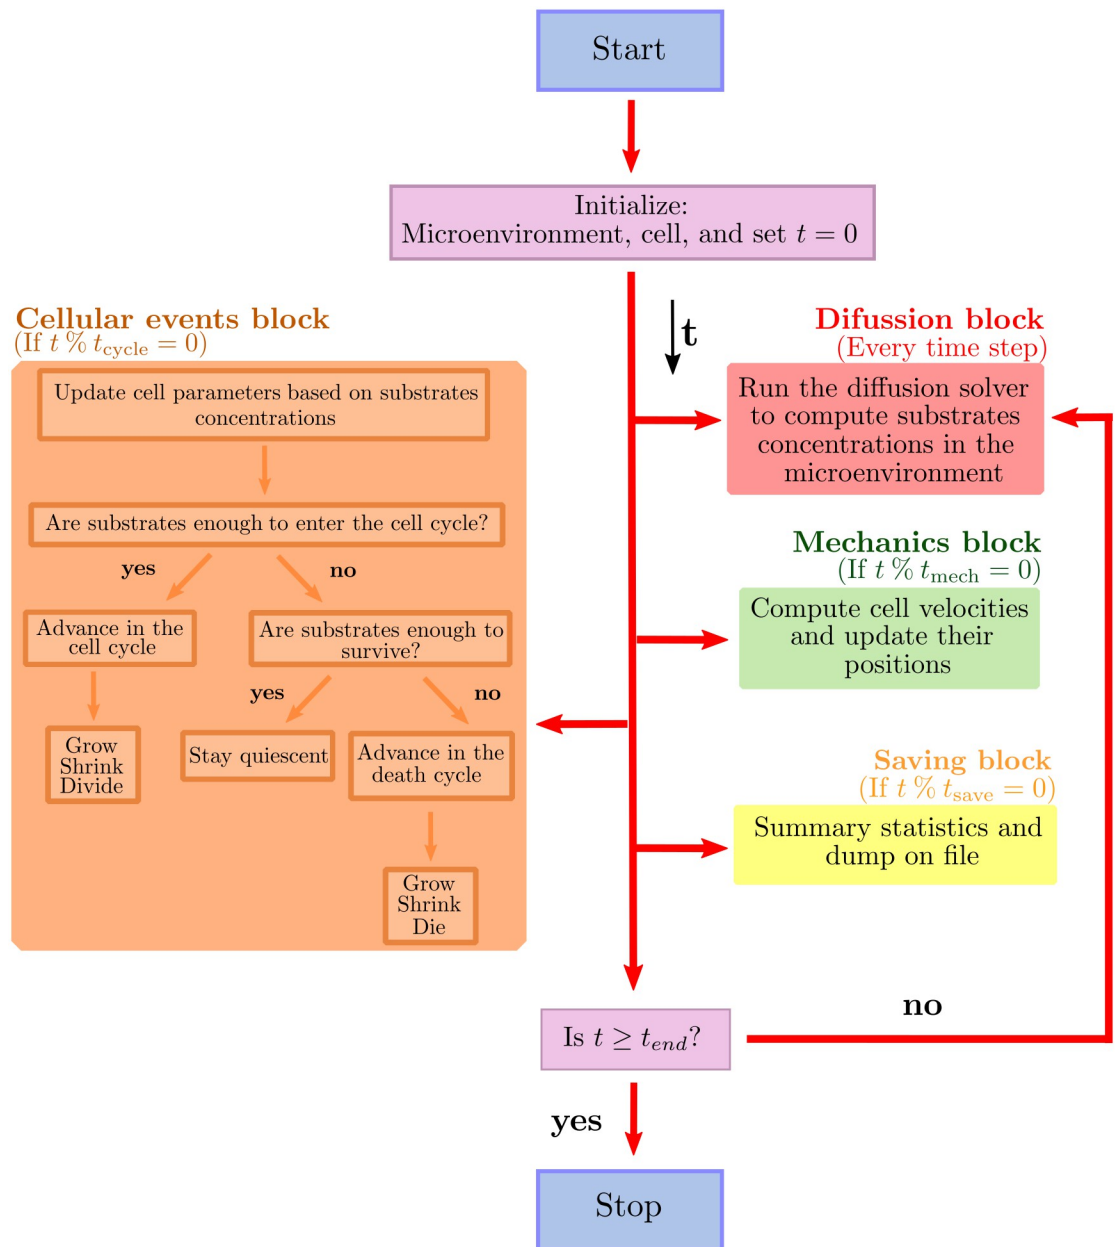 Start
Initialize:
Microenvironment, cell, and set t = 0
t
Cellular events block
(If t % t_cycle = 0)
Update cell parameters based on substrates
concentrations
Are substrates enough to enter the cell cycle?
yes
no
Advance in the
cell cycle
Are substrates enough to
survive?
yes
no
Grow
Shrink
Divide
Stay quiescent
Advance in the
death cycle
Grow
Shrink
Die
Difussion block
(Every time step)
Run the diffusion solver
to compute substrates
concentrations in the
microenvironment
Mechanics block
(If t % t_mech = 0)
Compute cell velocities
and update their
positions
Saving block
(If t % t_save = 0)
Summary statistics and
dump on file
Is t ≥ t_end?
no
yes
Stop